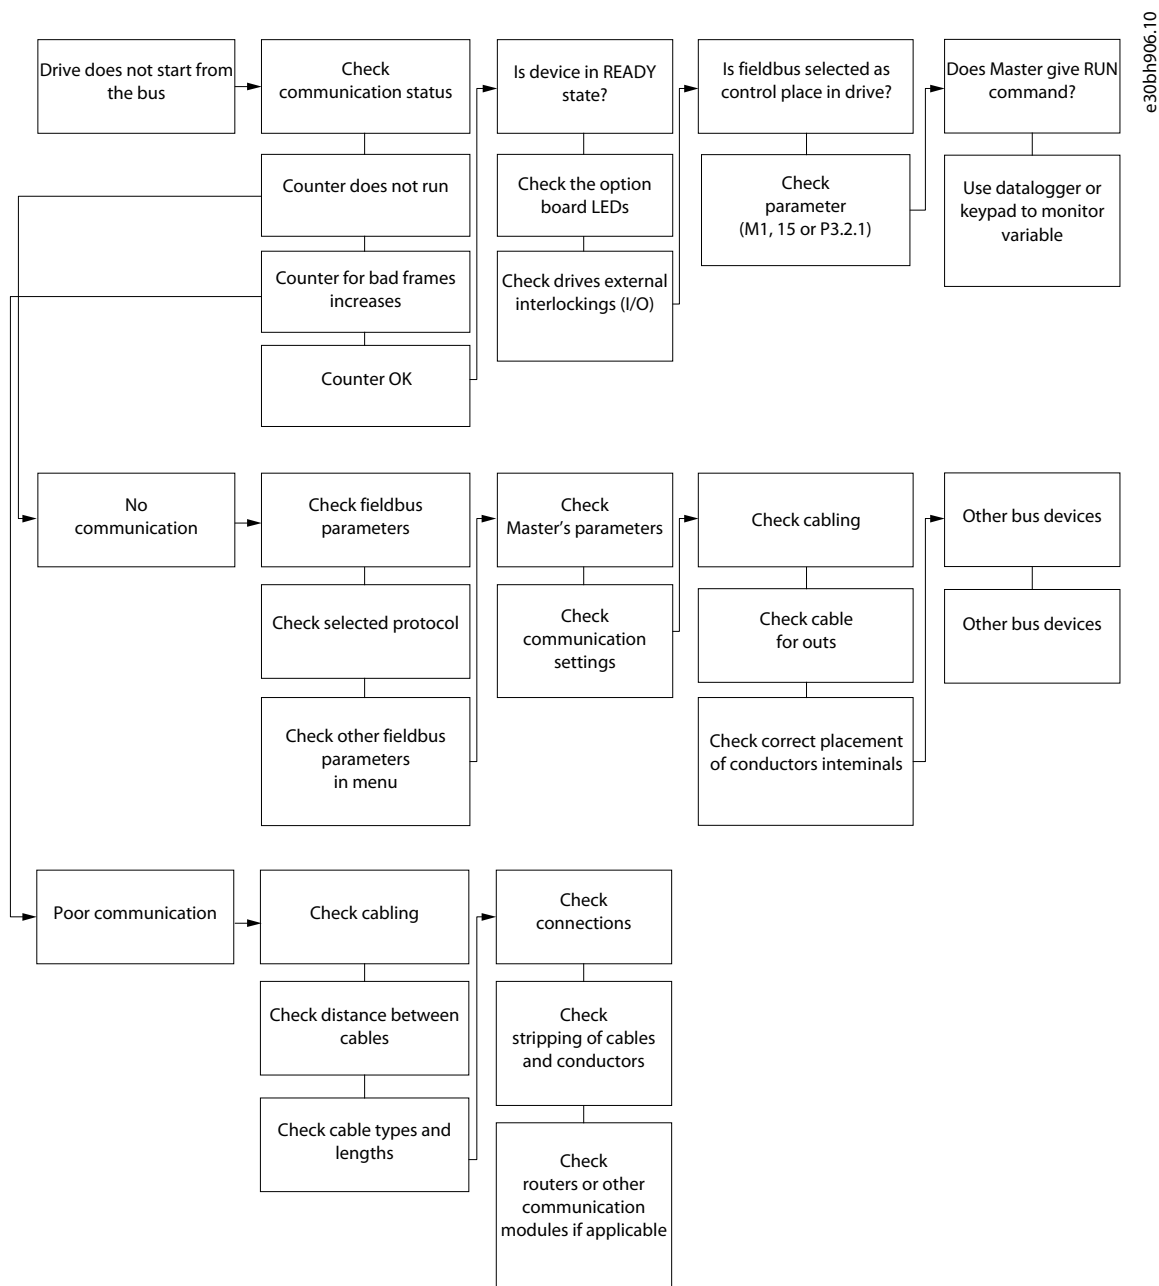 e30bh906.10
Drive does not start from
the bus
Check
communication status
Is device in READY
state?
Is fieldbus selected as
control place in drive?
Does Master give RUN
command?
Counter does not run
Check the option
board LEDs
Check
parameter
(M1, 15 or P3.2.1)
Use datalogger or
keypad to monitor
variable
Counter for bad frames
increases
Check drives external
interlockings (I/O)
Counter OK
No
communication
Check fieldbus
parameters
Check
Master's parameters
Check cabling
Other bus devices
Check selected protocol
Check
communication
settings
Check cable
for outs
Other bus devices
Check other fieldbus
parameters
in menu
Check correct placement
of conductors inteminals
Poor communication
Check cabling
Check
connections
Check distance between
cables
Check
stripping of cables
and conductors
Check cable types and
lengths
Check
routers or other
communication
modules if applicable